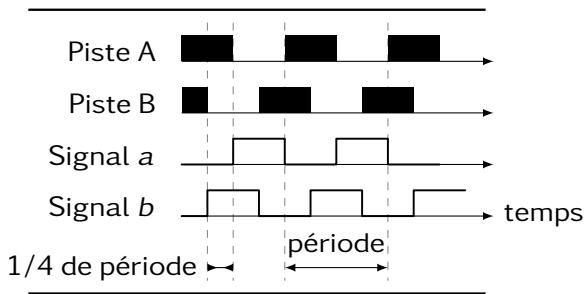 Piste A
Piste B
Signal a
Signal b
temps
période
1/4 de période